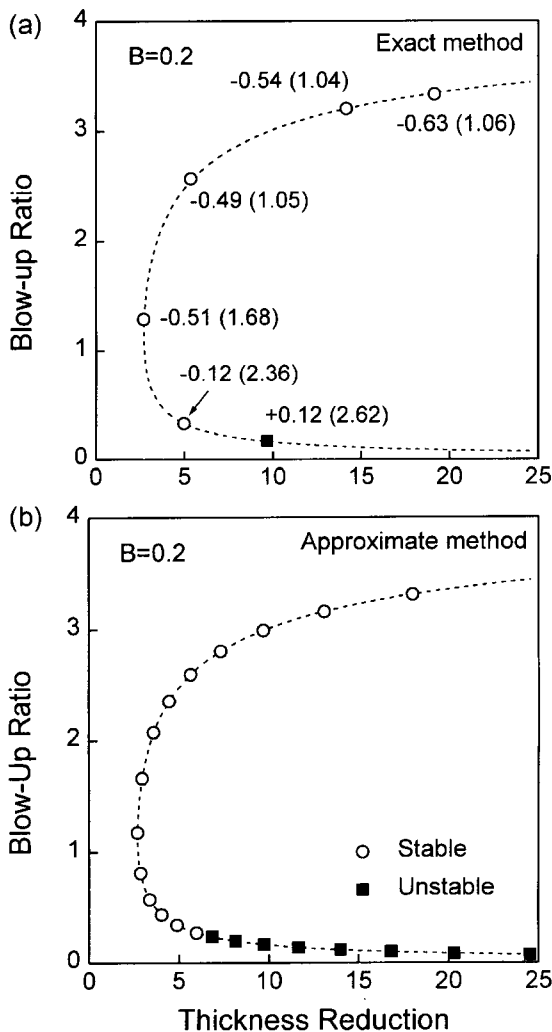 (a)
4
B=0.2
Exact method
-0.54 (1.04)
-0.63 (1.06)
3
-0.49 (1.05)
2
-0.51 (1.68)
1
-0.12 (2.36)
+0.12 (2.62)
0
Blow-up Ratio
0 5 10 15 20 25
(b)
4
B=0.2
Approximate method
3
2
1
Stable
Unstable
0
Blow-Up Ratio
0 5 10 15 20 25
Thickness Reduction